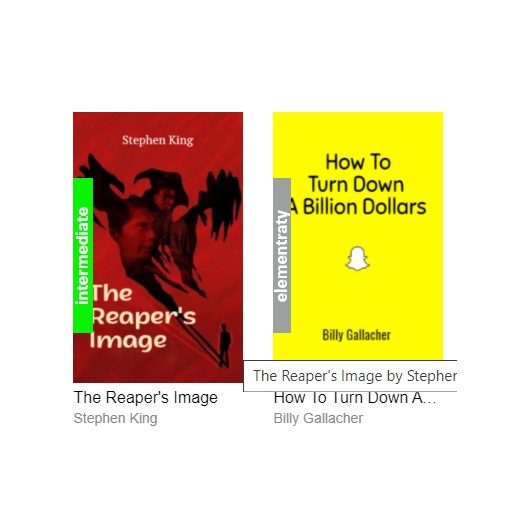 Stephen King
intermediate
The
Reaper's
Image
The Reaper's Image
Stephen King
How To
Turn Down
A Billion Dollars
elementraty
Billy Gallacher
The Reaper's Image by Stephen
How To Turn Down A...
Billy Gallacher